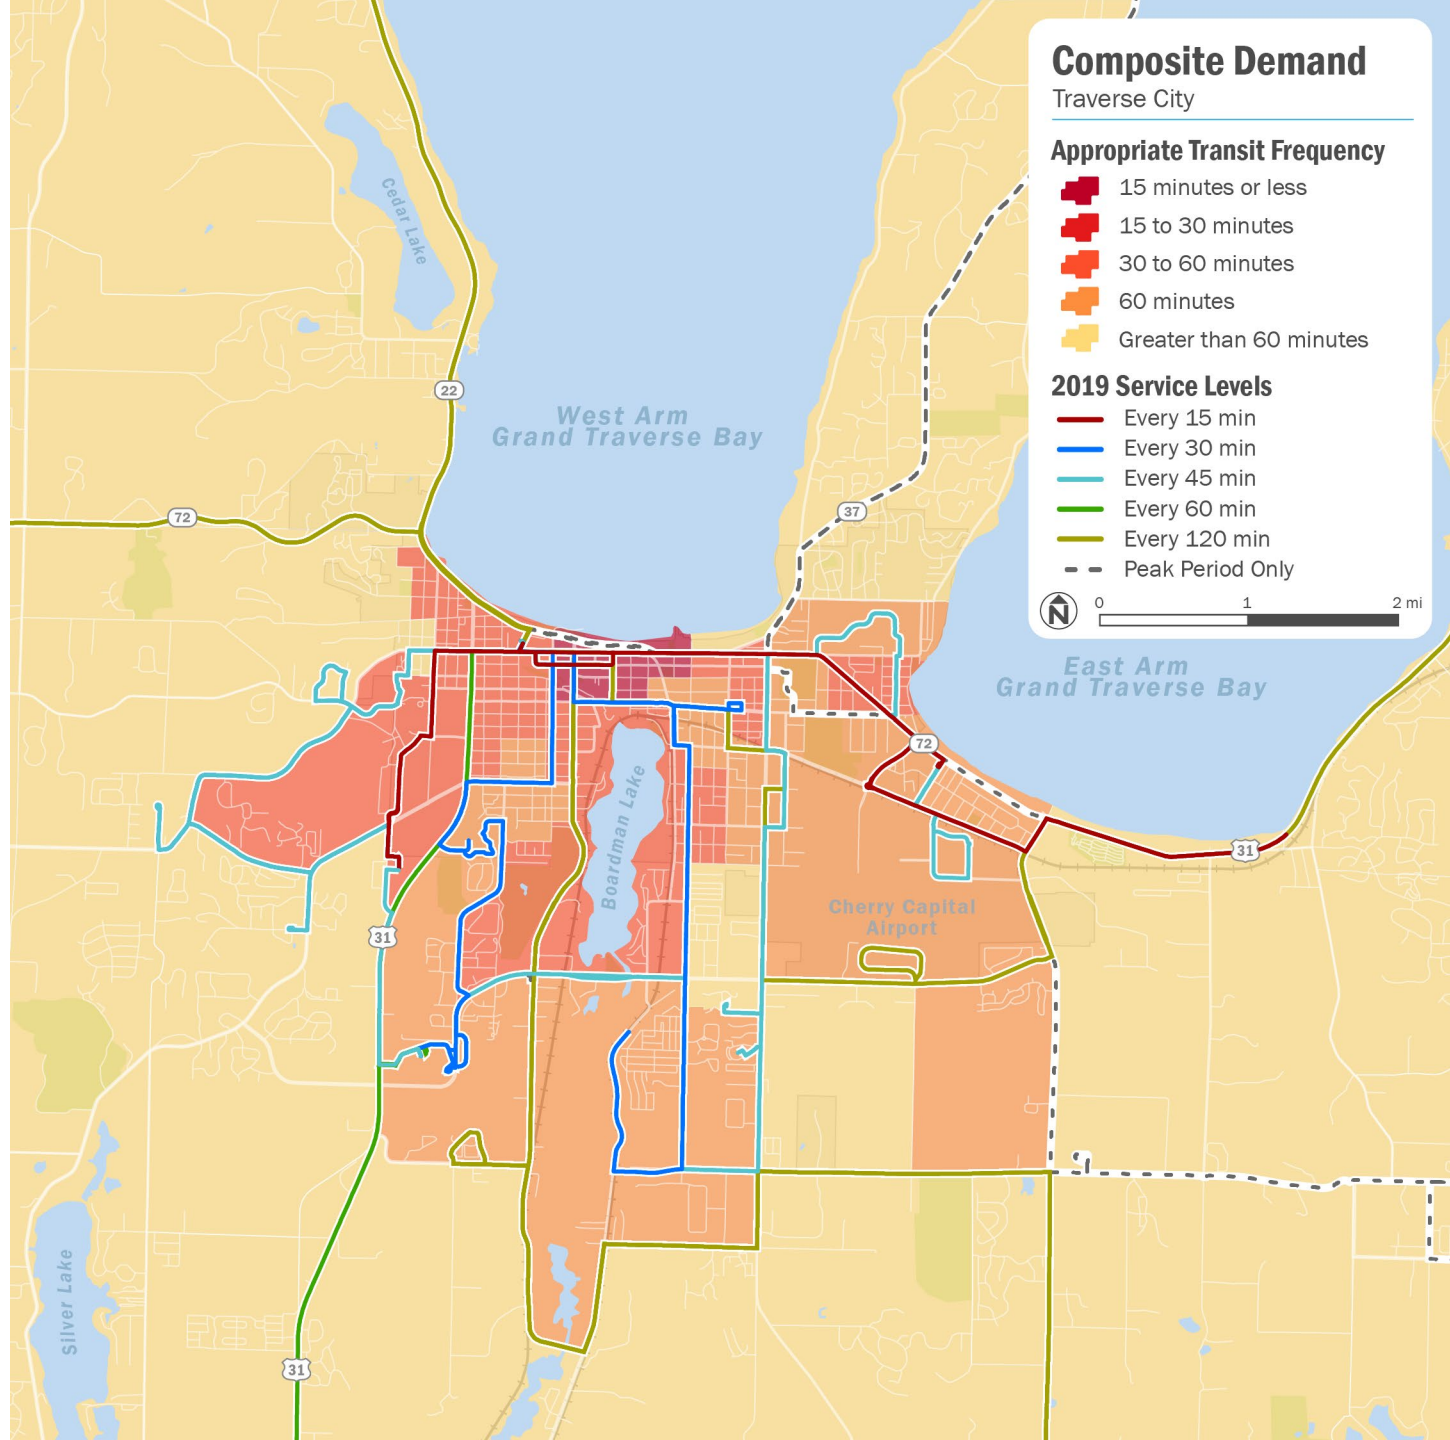 Composite Demand
Traverse City
Appropriate Transit Frequency
15 minutes or less
15 to 30 minutes
30 to 60 minutes
60 minutes
Greater than 60 minutes
2019 Service Levels
Every 15 min
Every 30 min
Every 45 min
Every 60 min
Every 120 min
Peak Period Only
N
0 1 2 mi
Cedar Lake
22
West Arm
Grand Traverse Bay
72
37
East Arm
Grand Traverse Bay
72
Boardman Lake
31
Cherry Capital
Airport
31
Silver Lake
31